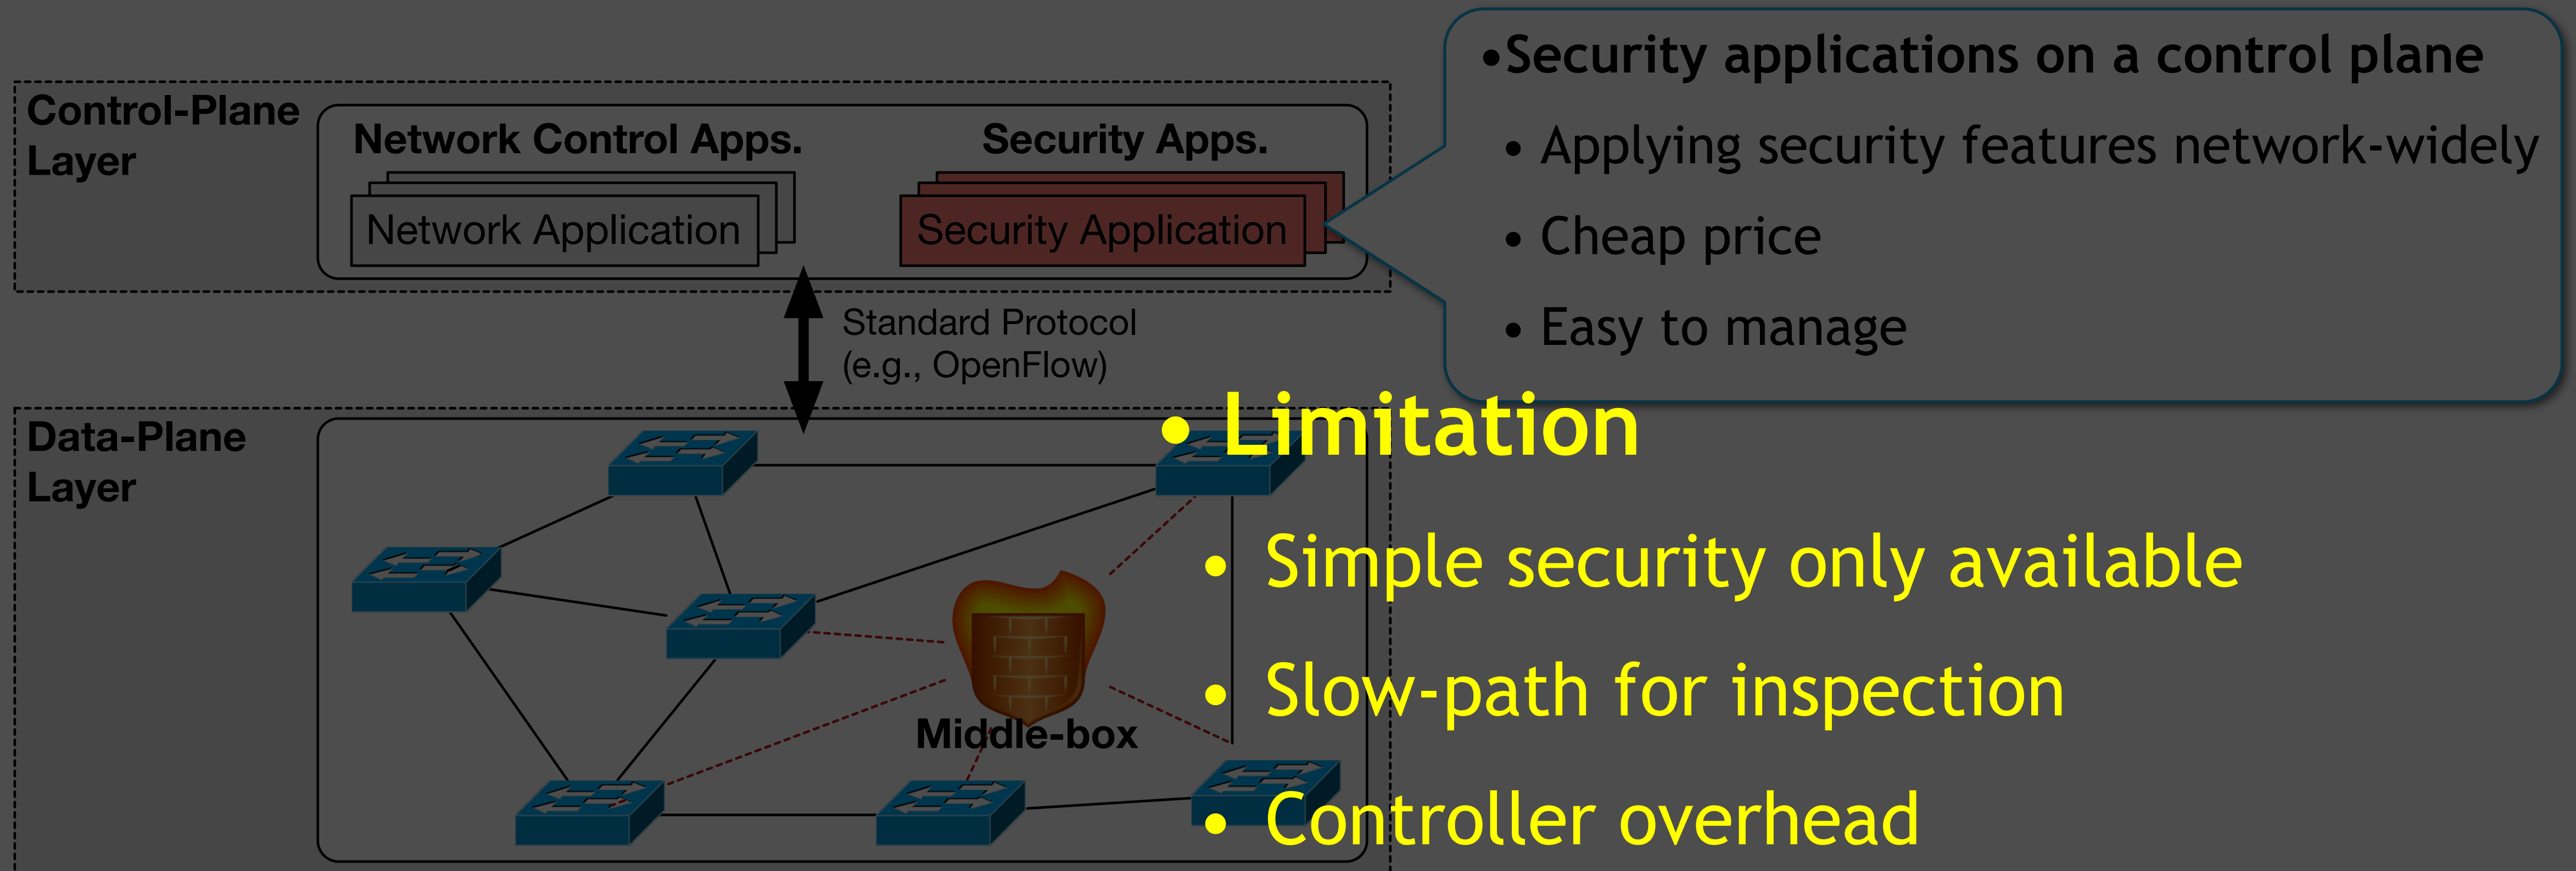 Control-Plane
Layer
Network Control Apps.
Network Application
Security Apps.
Security Application
•Security applications on a control plane
• Applying security features network-widely
• Cheap price
• Easy to manage
Standard Protocol
(e.g., OpenFlow)
Data-Plane
Layer
Middle-box
• Limitation
• Simple security only available
• Slow-path for inspection
• Controller overhead